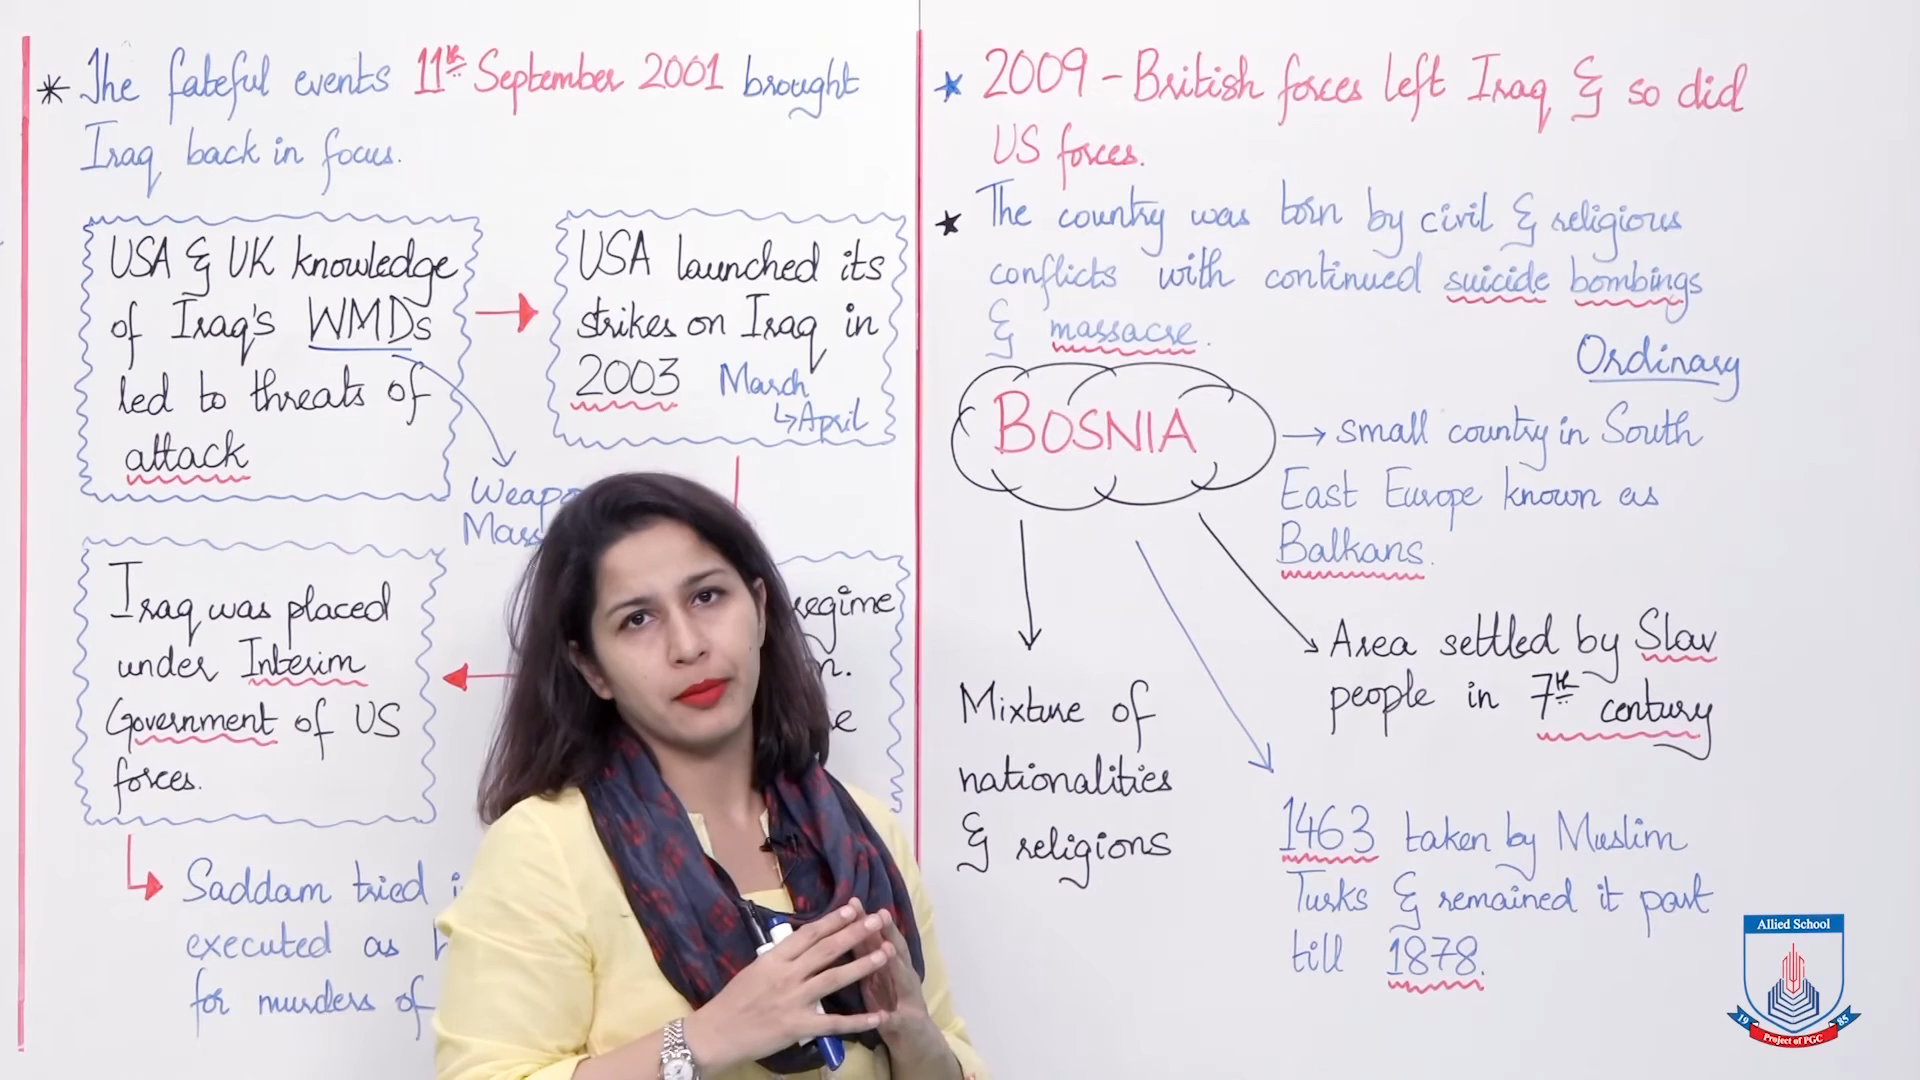 * The fateful events 11th September 2001 brought
Iraq back in focus.
USA & UK knowledge
of Iraq's WMDs
led to threats of
attack
USA launched its
strikes on Iraq in
2003 March
↳April
Iraq was placed
under Interim
Government of US
forces.
regime
Saddam tried
executed as
for murders of
★ 2009 - British forces left Iraq & so did
US forces.
★ The country was torn by civil & religious
conflicts with continued suicide bombings
& massacre.
Ordinary
BOSNIA
→ small country in South
East Europe known as
Balkans.
Mixture of
nationalities
& religions
Area settled by Slav
people in 7th century
1463 taken by Muslim
Turks & remained it part
till 1878.
Allied School
19 85
Project of PGC